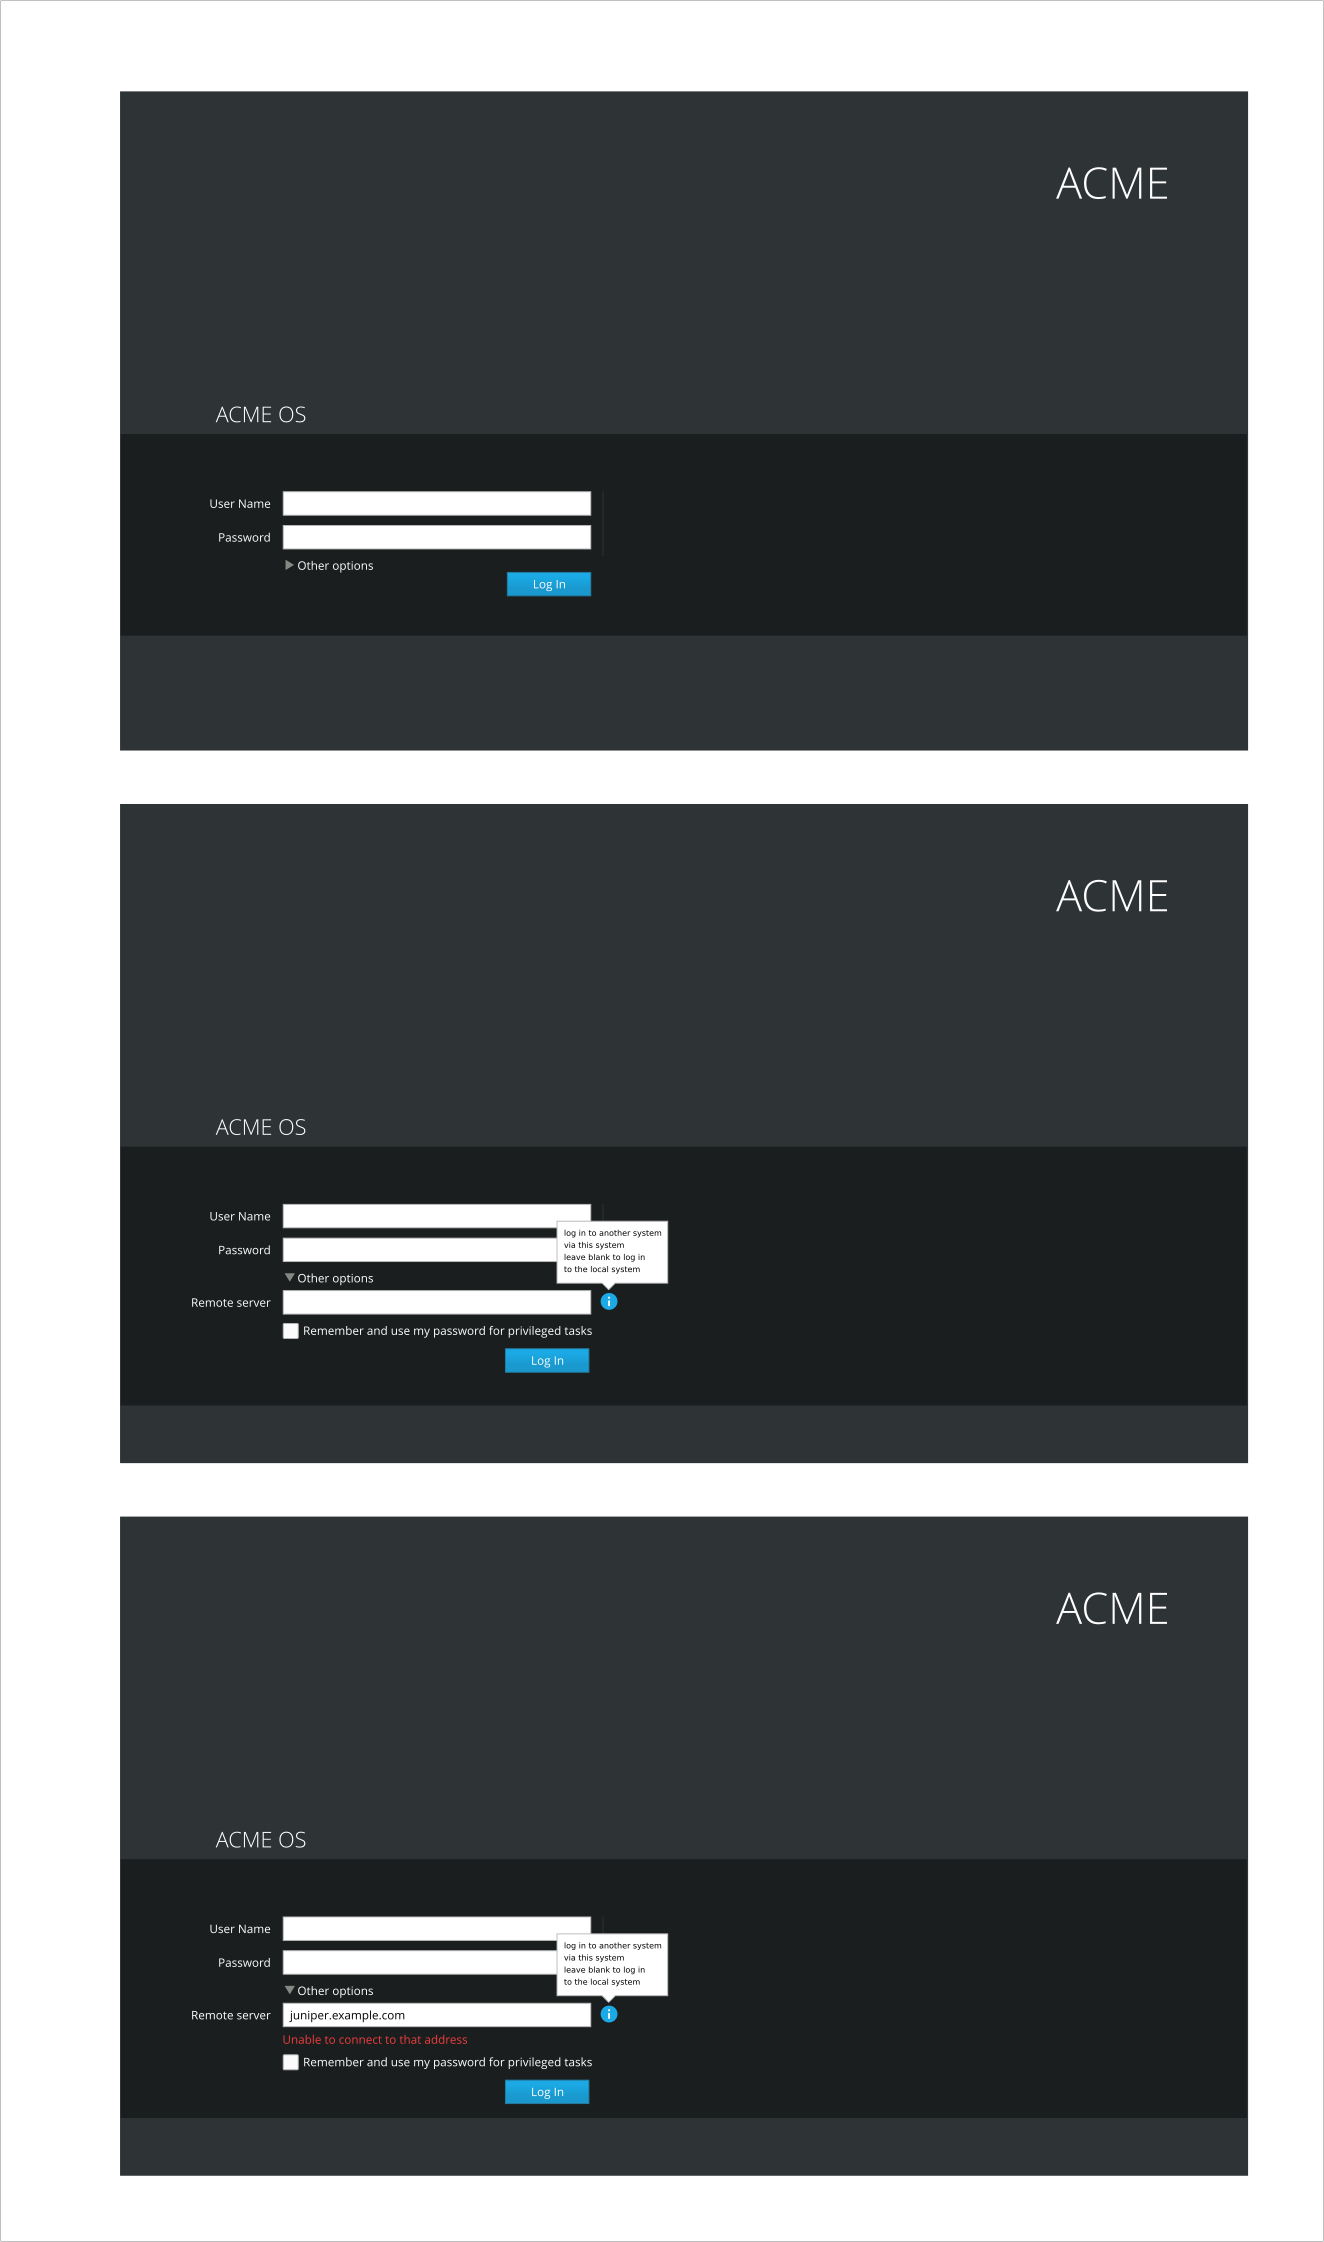 ACME
ACME OS
User Name
Password
Other options
Log In
ACME
ACME OS
User Name
Password
log in to another system
via this system
leave blank to log in
to the local system
Other options
Remote server
Remember and use my password for privileged tasks
Log In
ACME
ACME OS
User Name
Password
log in to another system
via this system
leave blank to log in
to the local system
Other options
Remote server juniper.example.com
Unable to connect to that address
Remember and use my password for privileged tasks
Log In